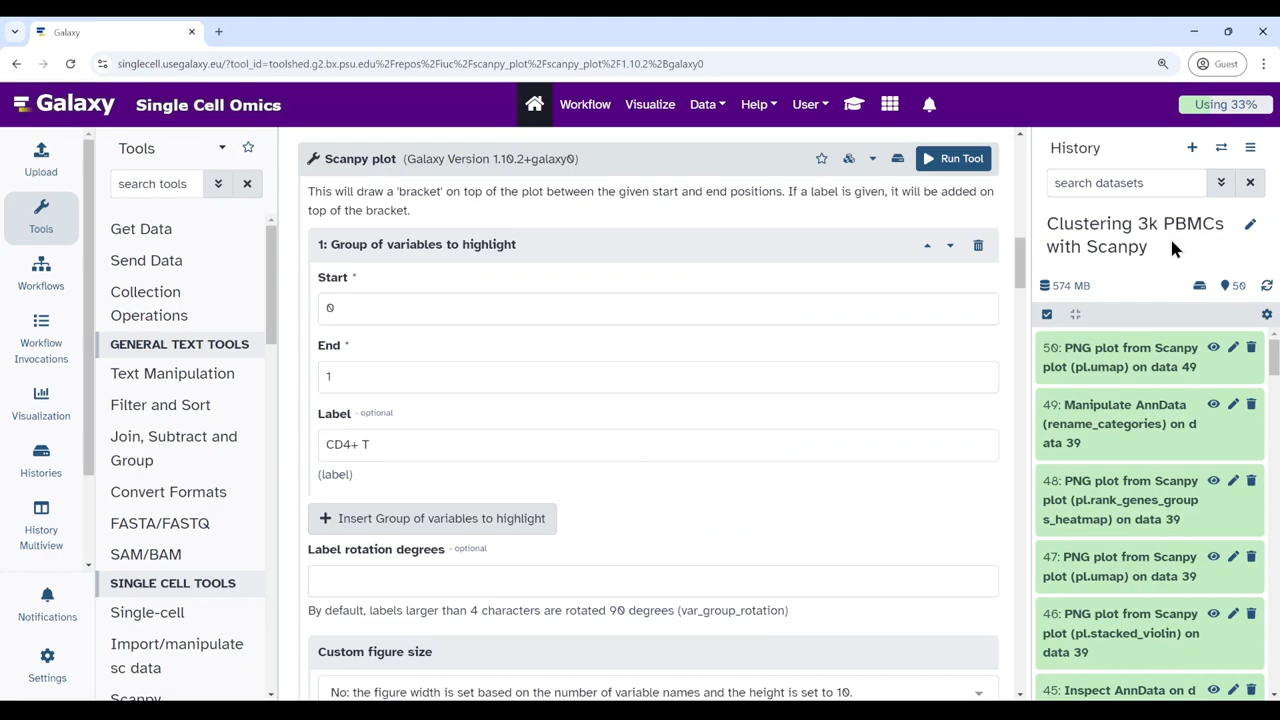 Galaxy
singlecell.usegalaxy.eu/?tool_id=toolshed.g2.bx.psu.edu%2Frepos%2Fiuc%2Fscanpy_plot%2Fscanpy_plot%2F1.10.2%2Bgalaxy0
Guest
Galaxy Single Cell Omics
Workflow Visualize Data Help User
Using 33%
Upload
Tools
Workflows
Workflow
Invocations
Visualization
Histories
History
Multiview
Notifications
Settings
Tools
search tools
Get Data
Send Data
Collection
Operations
GENERAL TEXT TOOLS
Text Manipulation
Filter and Sort
Join, Subtract and
Group
Convert Formats
FASTA/FASTQ
SAM/BAM
SINGLE CELL TOOLS
Single-cell
Import/manipulate
sc data
Scanpy
Scanpy plot (Galaxy Version 1.10.2+galaxy0)
Run Tool
This will draw a 'bracket' on top of the plot between the given start and end positions. If a label is given, it will be added on
top of the bracket.
1: Group of variables to highlight
Start *
0
End *
1
Label - optional
CD4+ T
(label)
+ Insert Group of variables to highlight
Label rotation degrees - optional
By default, labels larger than 4 characters are rotated 90 degrees (var_group_rotation)
Custom figure size
No: the figure width is set based on the number of variable names and the height is set to 10.
History
search datasets
Clustering 3k PBMCs
with Scanpy
574 MB
50
50: PNG plot from Scanpy
plot (pl.umap) on data 49
49: Manipulate AnnData
(rename_categories) on d
ata 39
48: PNG plot from Scanpy
plot (pl.rank_genes_group
s_heatmap) on data 39
47: PNG plot from Scanpy
plot (pl.umap) on data 39
46: PNG plot from Scanpy
plot (pl.stacked_violin) on
data 39
45: Inspect AnnData on d